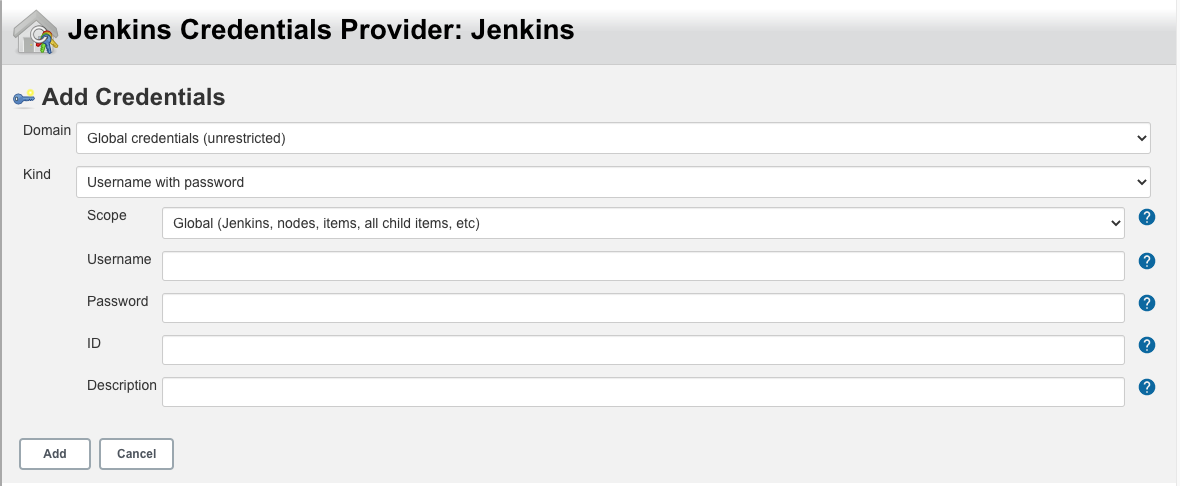 Jenkins Credentials Provider: Jenkins
Add Credentials
Domain
Global credentials (unrestricted)
Kind
Username with password
Scope
Global (Jenkins, nodes, items, all child items, etc)
?
Username
?
Password
?
ID
?
Description
?
Add Cancel